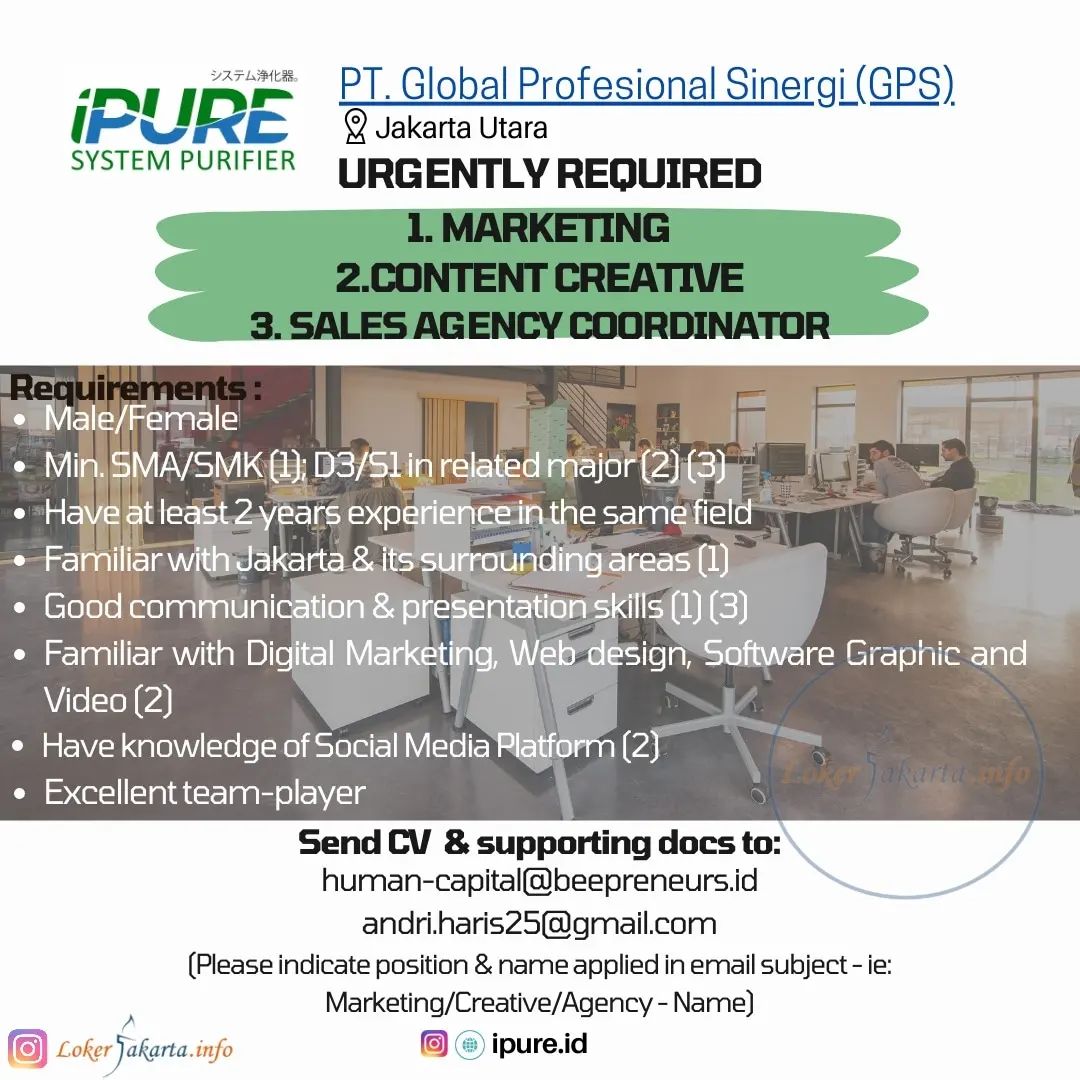 システム浄化器。
iPURE
SYSTEM PURIFIER
PT. Global Profesional Sinergi (GPS)
Jakarta Utara
URGENTLY REQUIRED
1. MARKETING
2.CONTENT CREATIVE
3. SALES AGENCY COORDINATOR
Requirements :
• Male/Female
• Min. SMA/SMK (1); D3/S1 in related major (2) (3)
• Have at least 2 years experience in the same field
• Familiar with Jakarta & its surrounding areas (1)
• Good communication & presentation skills (1) (3)
• Familiar with Digital Marketing, Web design, Software Graphic and
Video (2)
• Have knowledge of Social Media Platform (2)
• Excellent team-player
Loker Jakarta.info
Send CV & supporting docs to:
human-capital@beepreneurs.id
andri.haris25@gmail.com
(Please indicate position & name applied in email subject - ie:
Marketing/Creative/Agency - Name)
Loker Jakarta.info
ipure.id